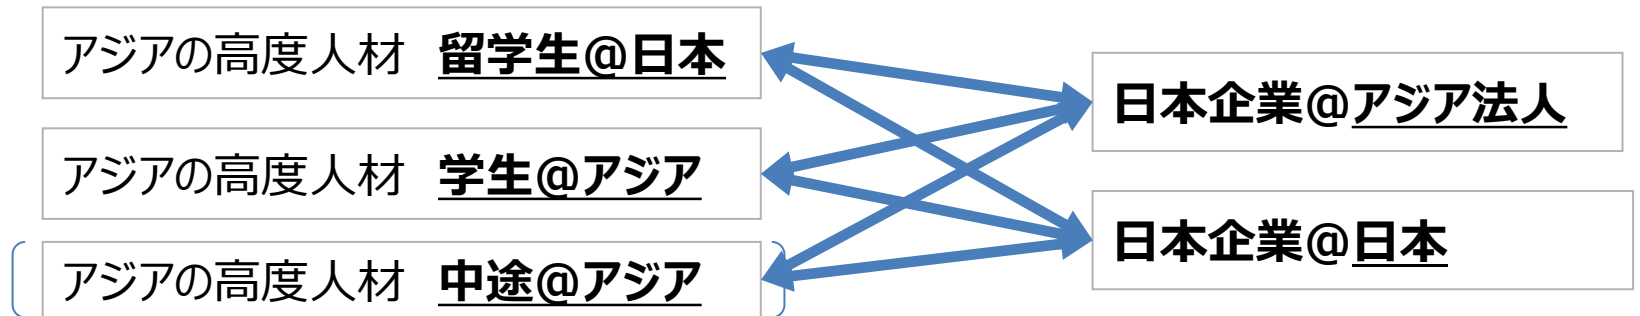 アジアの高度人材 留学生@日本
アジアの高度人材 学生@アジア
アジアの高度人材 中途@アジア
日本企業@アジア法人
日本企業@日本